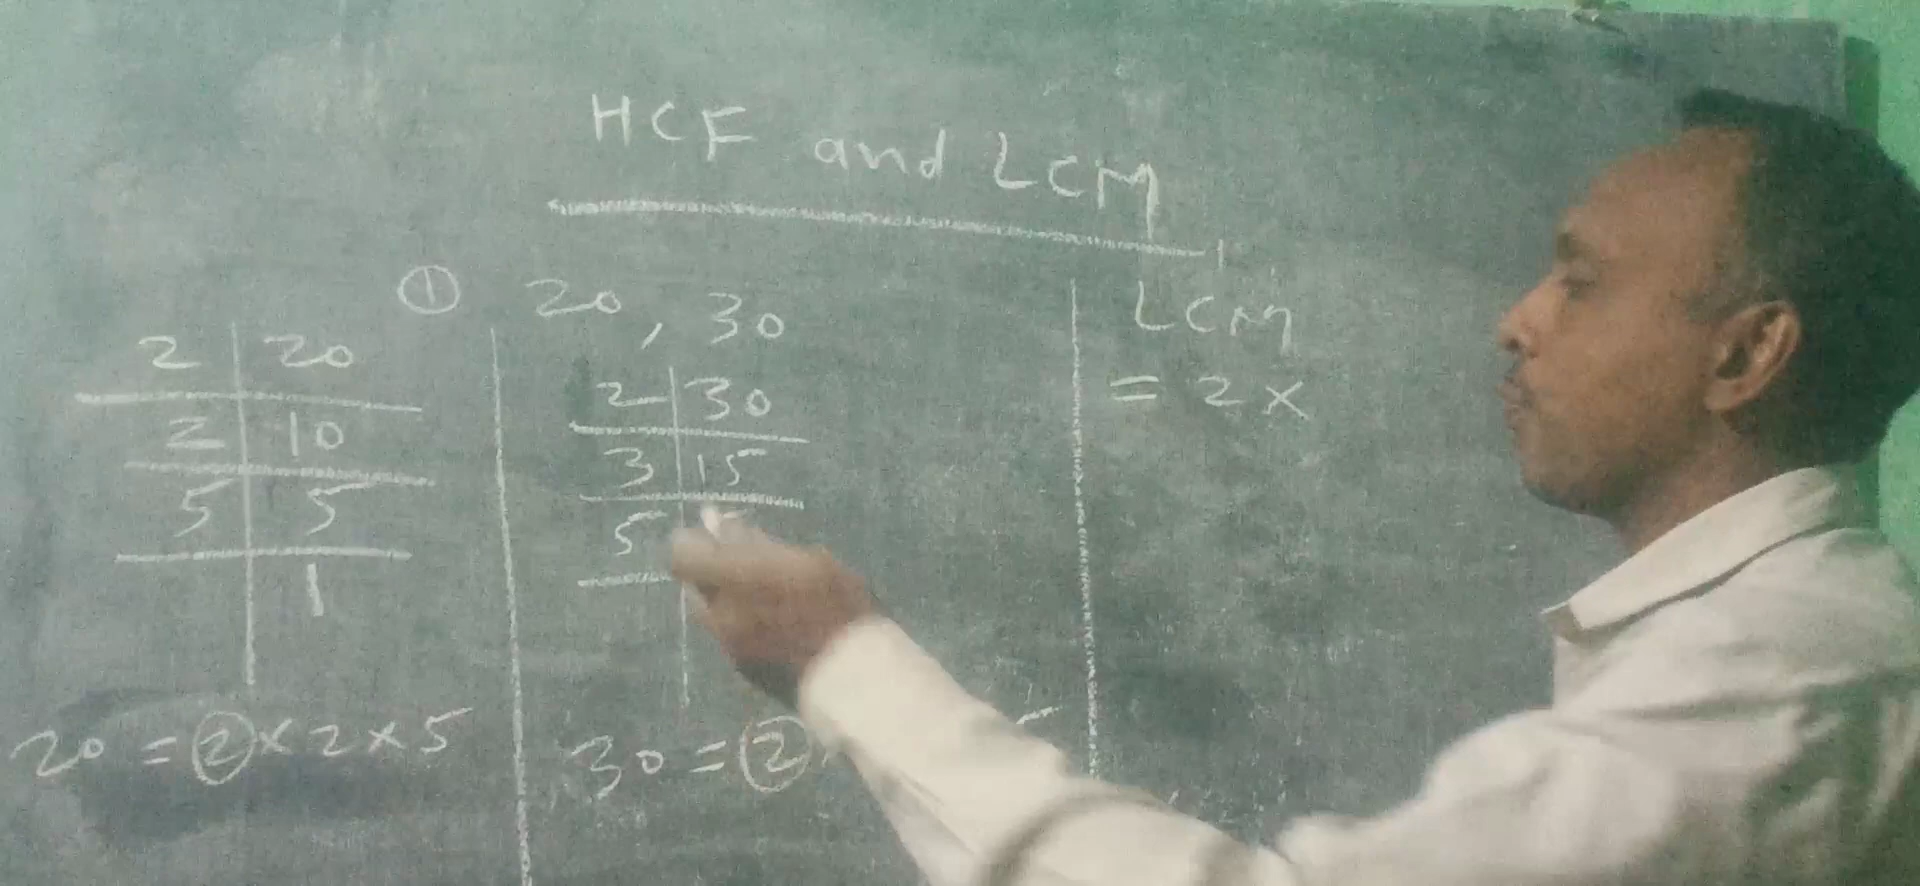 HCF and LCM
① 20, 30
2 | 20
2 | 10
5 | 5
1
20 = ② × 2 × 5
2 | 30
3 | 15
5
30 = ②
LCM
= 2 ×